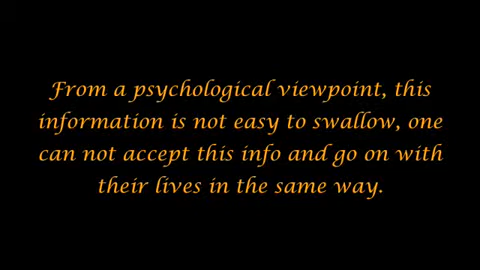 From a psychological viewpoint, this
information is not easy to swallow, one
can not accept this info and go on with
their lives in the same way.